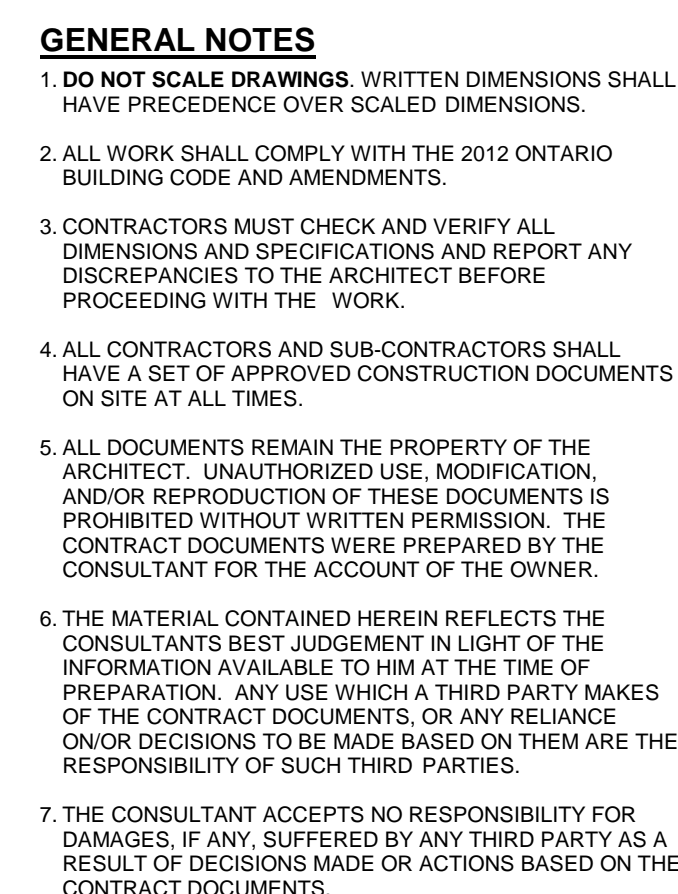 GENERAL NOTES
1. DO NOT SCALE DRAWINGS. WRITTEN DIMENSIONS SHALL
HAVE PRECEDENCE OVER SCALED DIMENSIONS.
2. ALL WORK SHALL COMPLY WITH THE 2012 ONTARIO
BUILDING CODE AND AMENDMENTS.
3. CONTRACTORS MUST CHECK AND VERIFY ALL
DIMENSIONS AND SPECIFICATIONS AND REPORT ANY
DISCREPANCIES TO THE ARCHITECT BEFORE
PROCEEDING WITH THE WORK.
4. ALL CONTRACTORS AND SUB-CONTRACTORS SHALL
HAVE A SET OF APPROVED CONSTRUCTION DOCUMENTS
ON SITE AT ALL TIMES.
5. ALL DOCUMENTS REMAIN THE PROPERTY OF THE
ARCHITECT. UNAUTHORIZED USE, MODIFICATION,
AND/OR REPRODUCTION OF THESE DOCUMENTS IS
PROHIBITED WITHOUT WRITTEN PERMISSION. THE
CONTRACT DOCUMENTS WERE PREPARED BY THE
CONSULTANT FOR THE ACCOUNT OF THE OWNER.
6. THE MATERIAL CONTAINED HEREIN REFLECTS THE
CONSULTANTS BEST JUDGEMENT IN LIGHT OF THE
INFORMATION AVAILABLE TO HIM AT THE TIME OF
PREPARATION. ANY USE WHICH A THIRD PARTY MAKES
OF THE CONTRACT DOCUMENTS, OR ANY RELIANCE
ON/OR DECISIONS TO BE MADE BASED ON THEM ARE THE
RESPONSIBILITY OF SUCH THIRD PARTIES.
7. THE CONSULTANT ACCEPTS NO RESPONSIBILITY FOR
DAMAGES, IF ANY, SUFFERED BY ANY THIRD PARTY AS A
RESULT OF DECISIONS MADE OR ACTIONS BASED ON THE
CONTRACT DOCUMENTS.